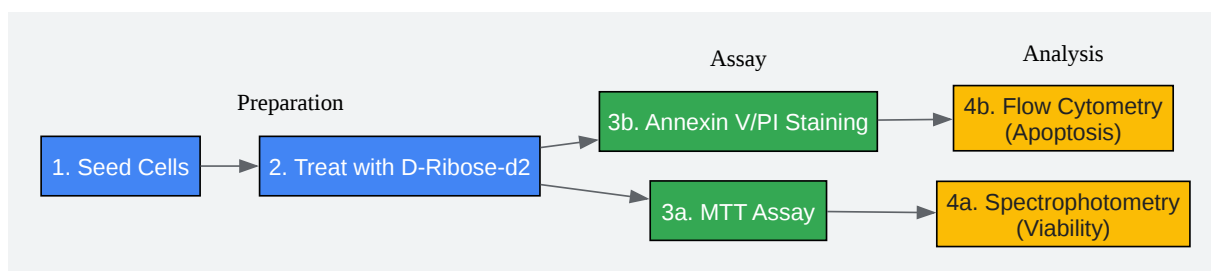 Preparation
Assay
Analysis
1. Seed Cells
2. Treat with D-Ribose-d2
3b. Annexin V/PI Staining
4b. Flow Cytometry
(Apoptosis)
3a. MTT Assay
4a. Spectrophotometry
(Viability)